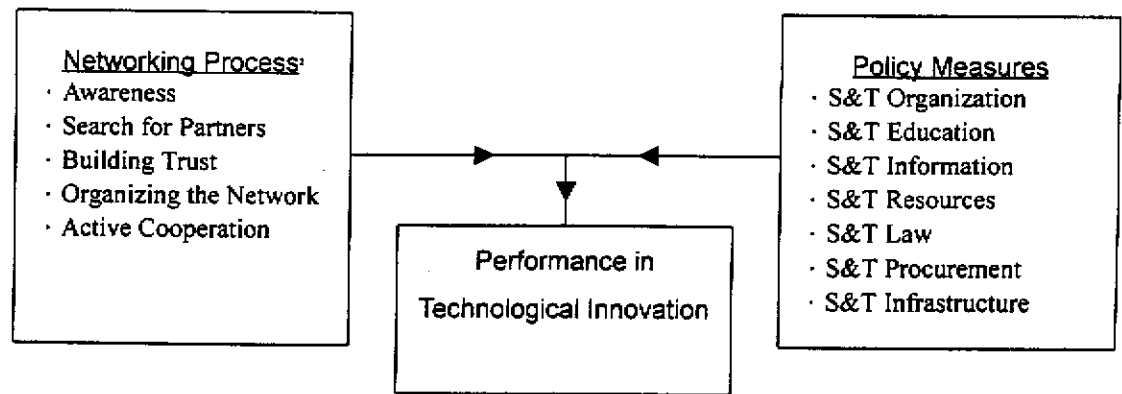 Networking Process²
· Awareness
· Search for Partners
· Building Trust
· Organizing the Network
· Active Cooperation
Policy Measures
· S&T Organization
· S&T Education
· S&T Information
· S&T Resources
· S&T Law
· S&T Procurement
· S&T Infrastructure
Performance in
Technological Innovation